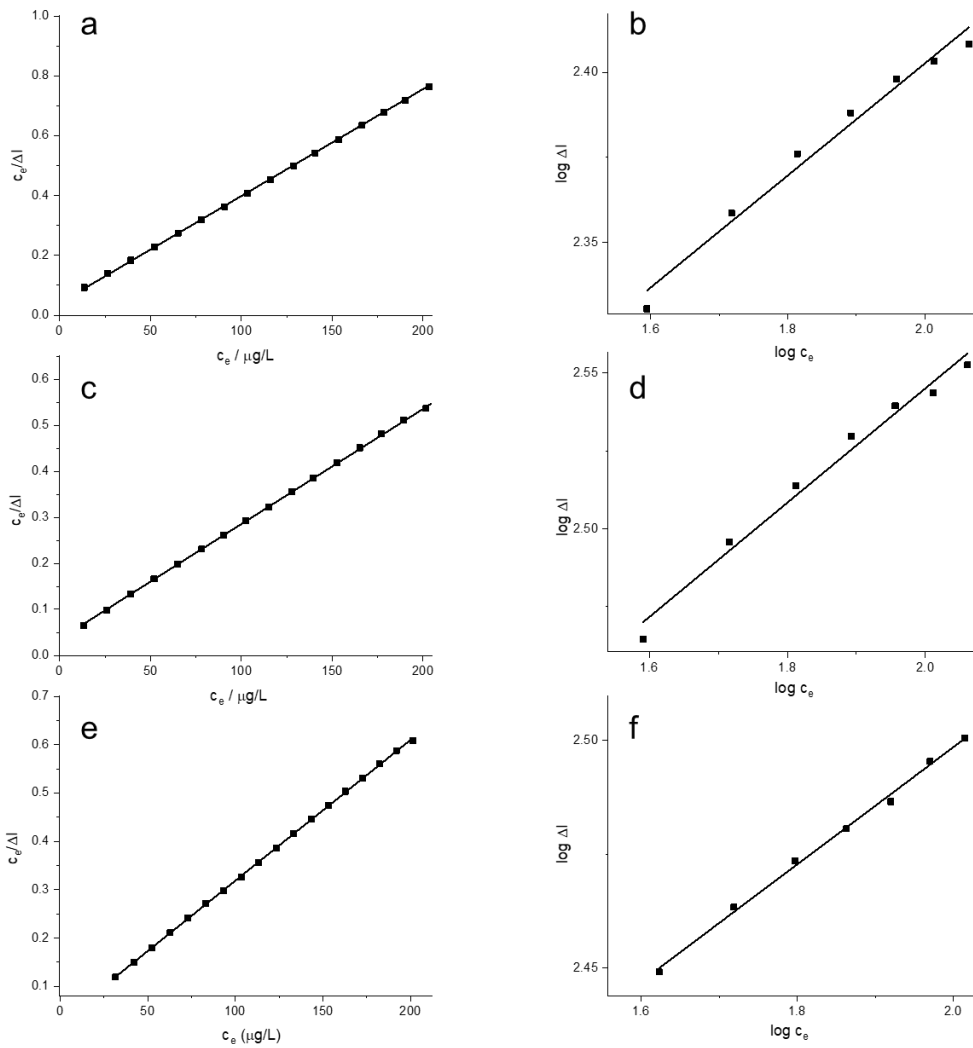 a
1.0
0.8
0.6
0.4
0.2
0.0
cₑ/ΔI
0
50
100
150
200
cₑ / μg/L
b
2.40
2.35
log ΔI
1.6
1.8
2.0
log cₑ
c
0.6
0.5
0.4
0.3
0.2
0.1
0.0
cₑ/ΔI
0
50
100
150
200
cₑ / μg/L
d
2.55
2.50
log ΔI
1.6
1.8
2.0
log cₑ
e
0.7
0.6
0.5
0.4
0.3
0.2
0.1
cₑ/ΔI
0
50
100
150
200
cₑ (μg/L)
f
2.50
2.45
log ΔI
1.6
1.8
2.0
log cₑ